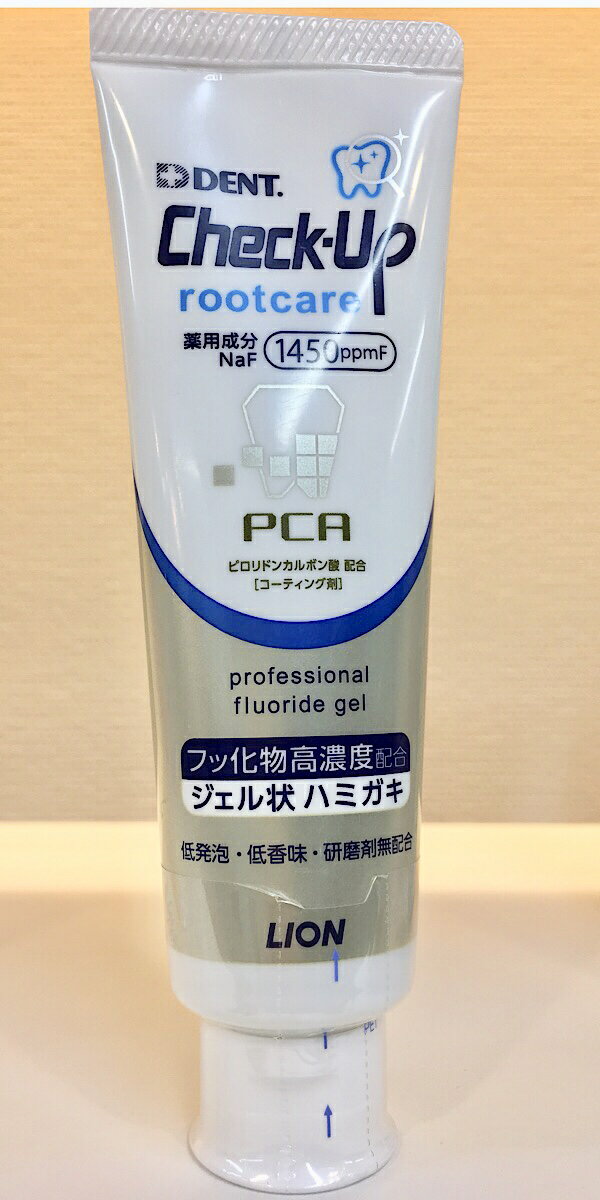 DENT.
Check-Up
rootcare
薬用成分
NaF
1450ppmF
PCA
ピロリドンカルボン酸 配合
[コーティング剤]
professional
fluoride gel
フッ化物高濃度配合
ジェル状 ハミガキ
低発泡・低香味・研磨剤無配合
LION